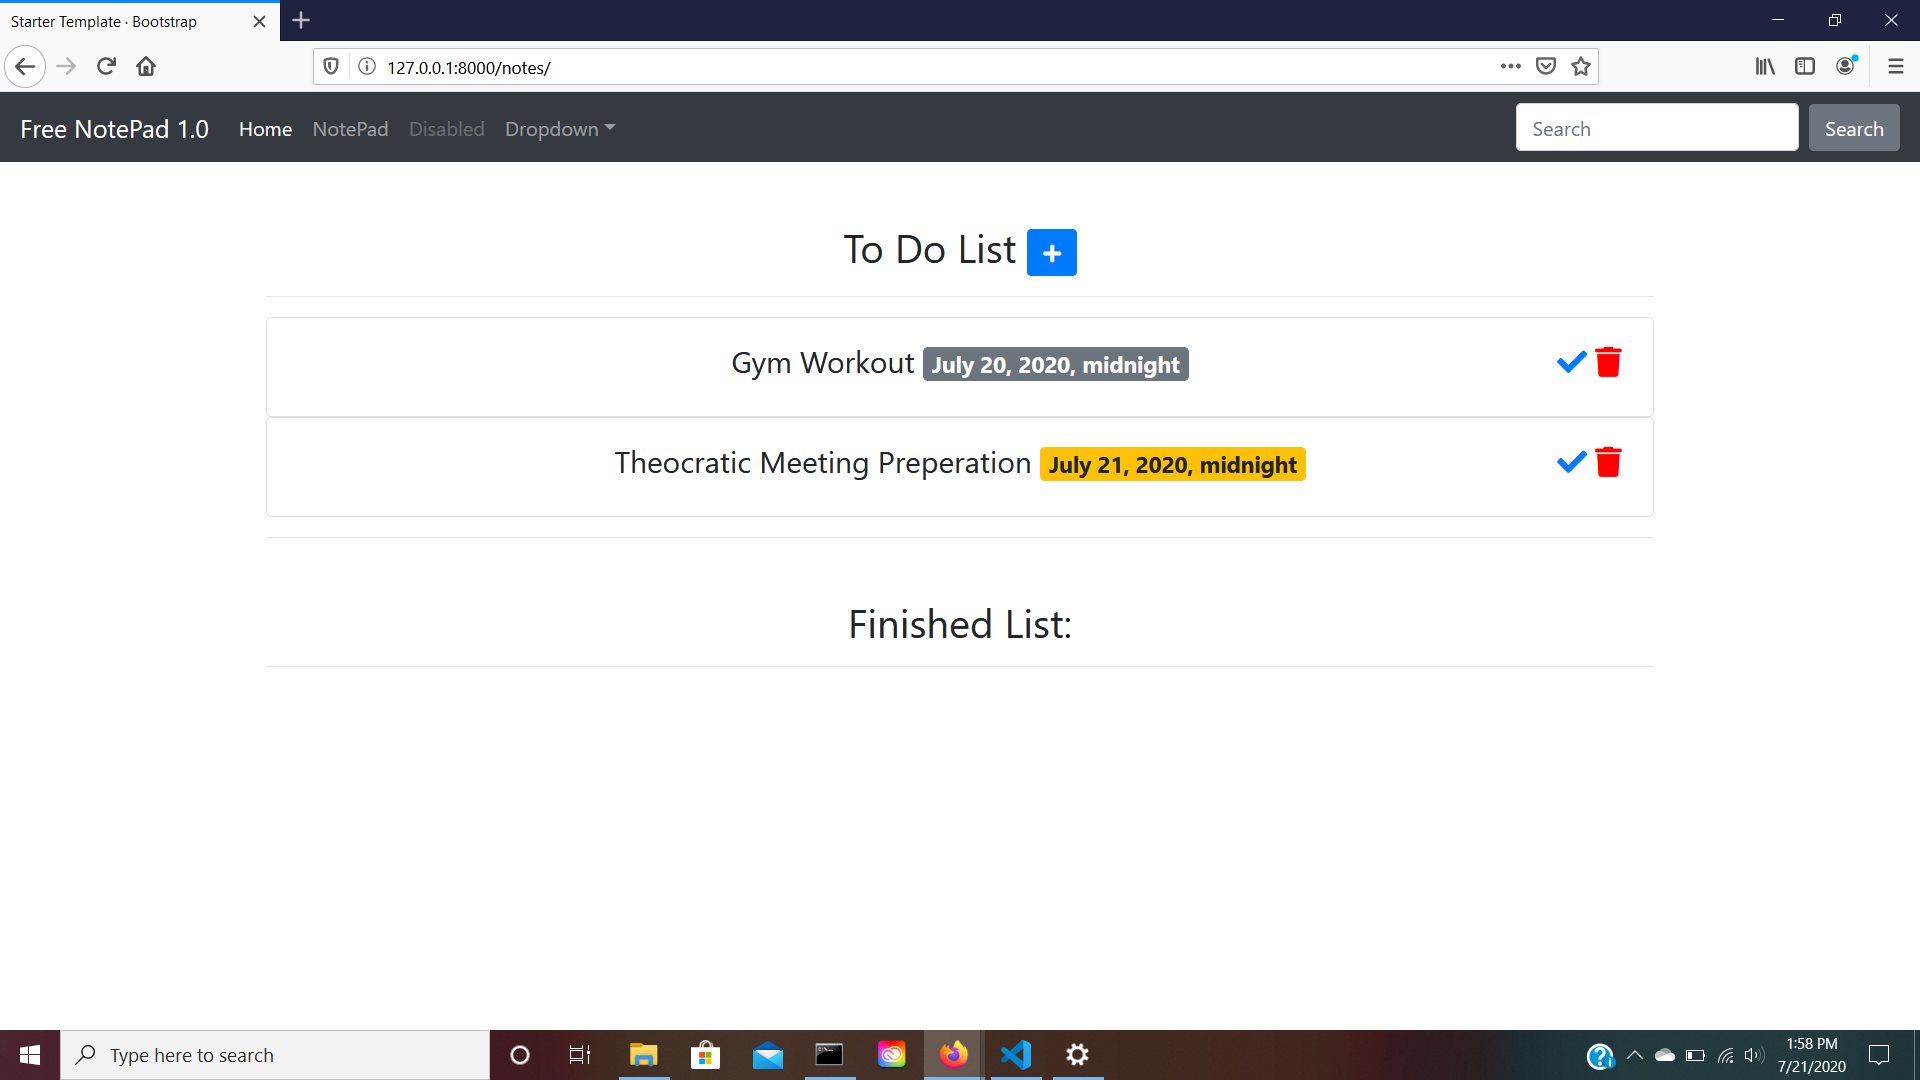 Starter Template · Bootstrap
127.0.0.1:8000/notes/
Free NotePad 1.0 Home NotePad Disabled Dropdown Search Search
To Do List +
Gym Workout July 20, 2020, midnight
Theocratic Meeting Preperation July 21, 2020, midnight
Finished List:
Type here to search
1:58 PM
7/21/2020